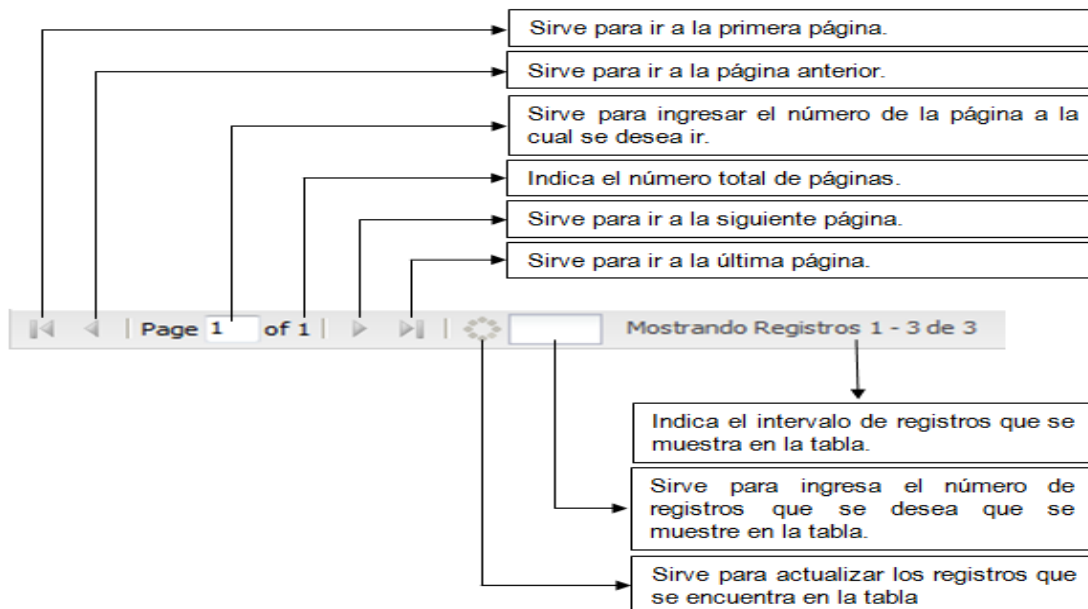 Sirve para ir a la primera página.
Sirve para ir a la página anterior.
Sirve para ingresar el número de la página a la
cual se desea ir.
Indica el número total de páginas.
Sirve para ir a la siguiente página.
Sirve para ir a la última página.
Page 1 of 1 Mostrando Registros 1 - 3 de 3
Indica el intervalo de registros que se
muestra en la tabla.
Sirve para ingresa el número de
registros que se desea que se
muestre en la tabla.
Sirve para actualizar los registros que
se encuentra en la tabla